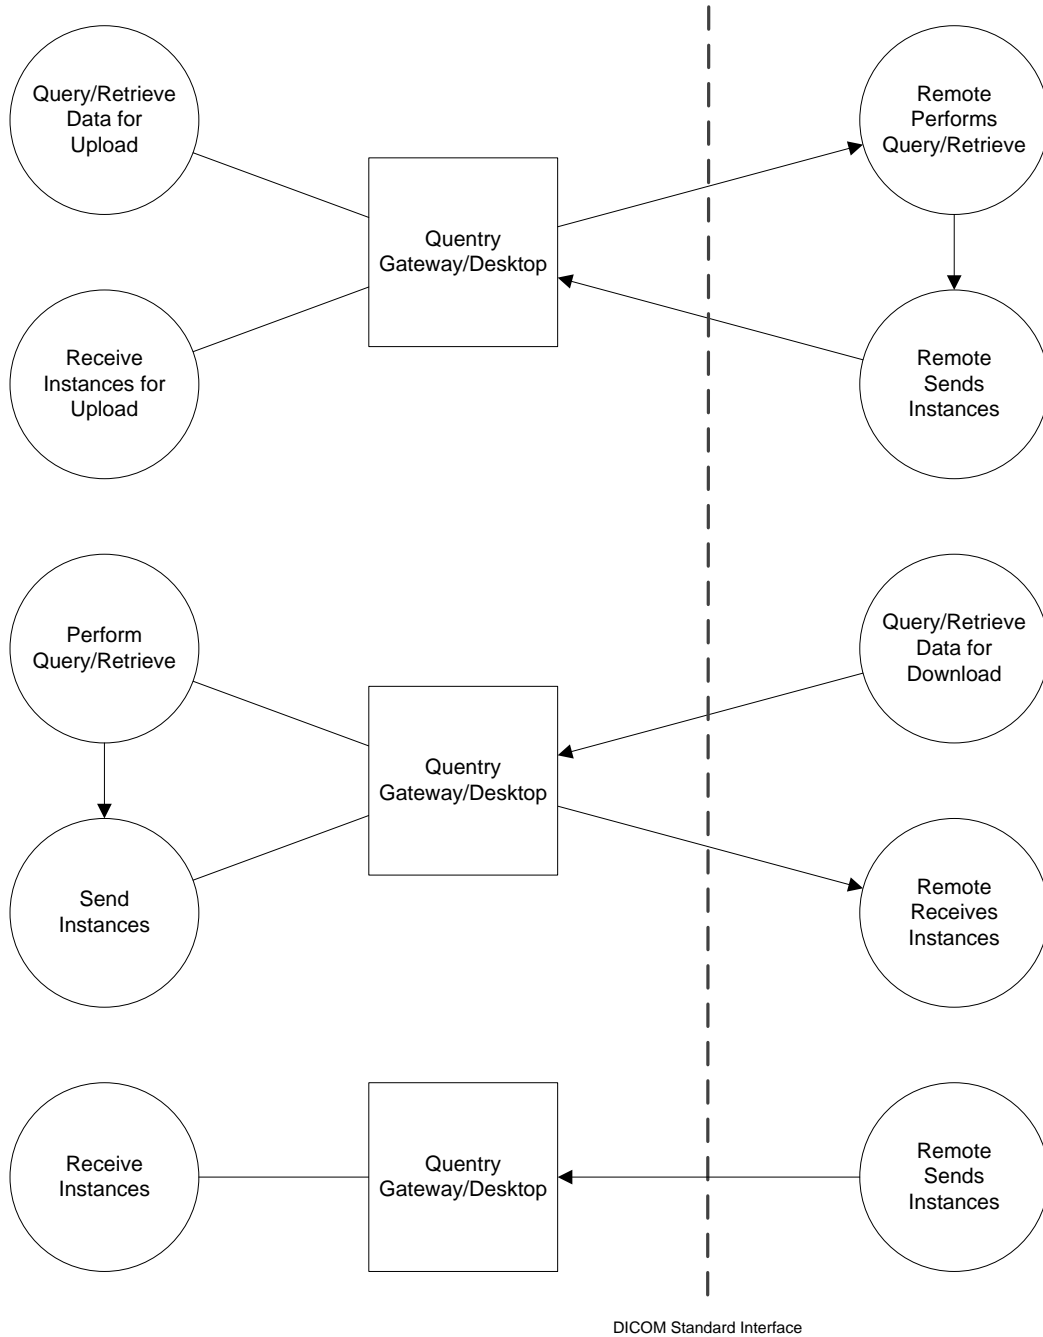 Query/Retrieve
Data for
Upload
Remote
Performs
Query/Retrieve
Quentry
Gateway/Desktop
Receive
Instances for
Upload
Remote
Sends
Instances
Perform
Query/Retrieve
Query/Retrieve
Data for
Download
Quentry
Gateway/Desktop
Send
Instances
Remote
Receives
Instances
Receive
Instances
Quentry
Gateway/Desktop
Remote
Sends
Instances
DICOM Standard Interface